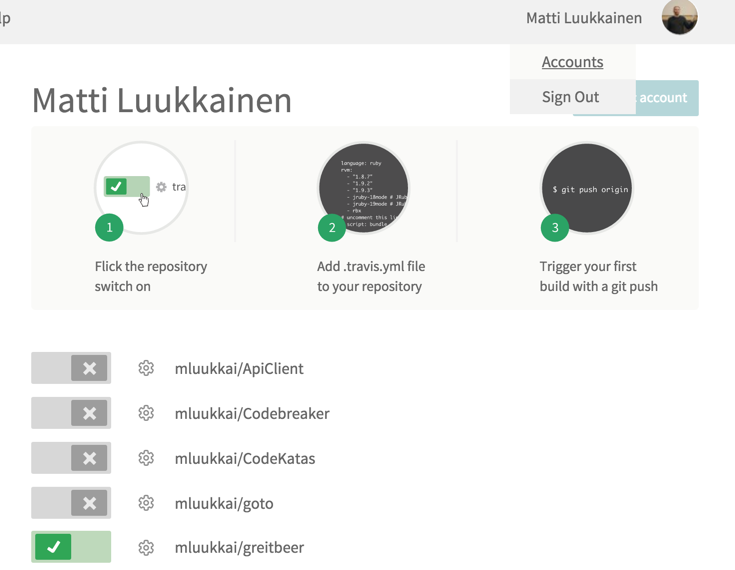 lp
Matti Luukkainen
Accounts
Sign Out
account
Matti Luukkainen
tra
language: ruby
rvm:
- "1.8.7"
- "1.9.2"
- "1.9.3"
- jruby-18mode # JRu
- jruby-19mode # JRu
- rbx
# uncomment this li
script: bundle
$ git push origin
1
2
3
Flick the repository
switch on
Add .travis.yml file
to your repository
Trigger your first
build with a git push
mluukkai/ApiClient
mluukkai/Codebreaker
mluukkai/CodeKatas
mluukkai/goto
mluukkai/greitbeer